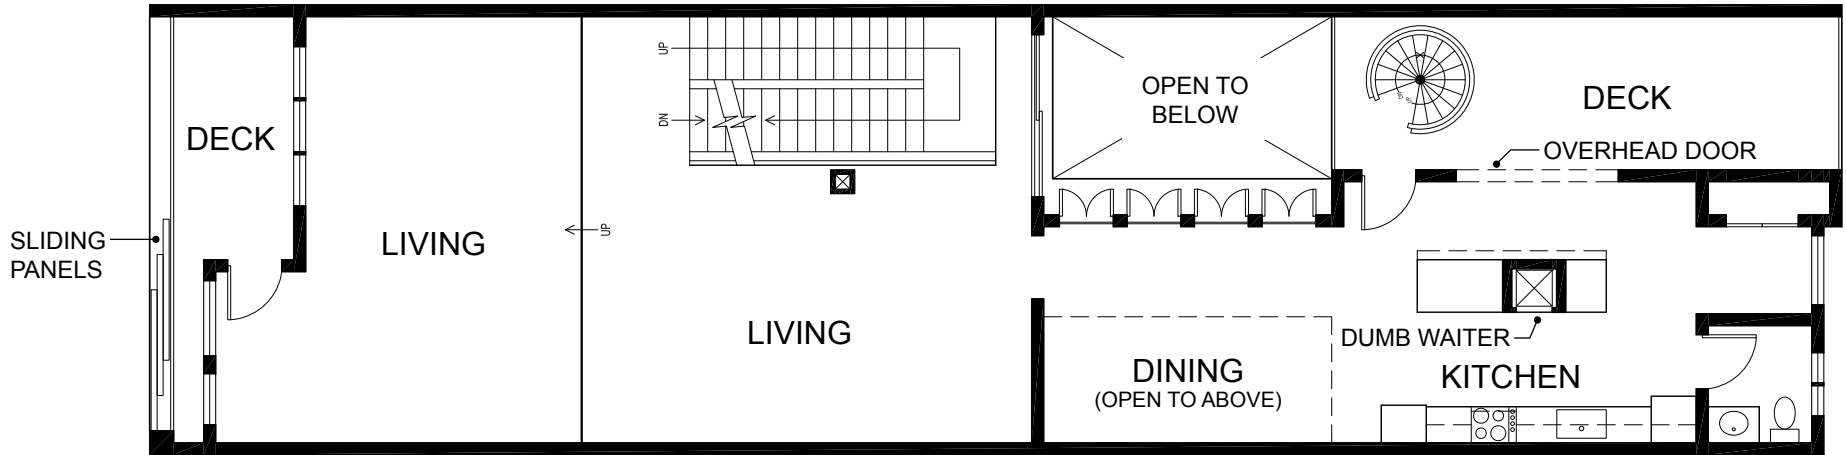 DECK
SLIDING
PANELS
LIVING
UP
UP
DN
LIVING
OPEN TO
BELOW
DECK
OVERHEAD DOOR
DUMB WAITER
DINING
(OPEN TO ABOVE)
KITCHEN